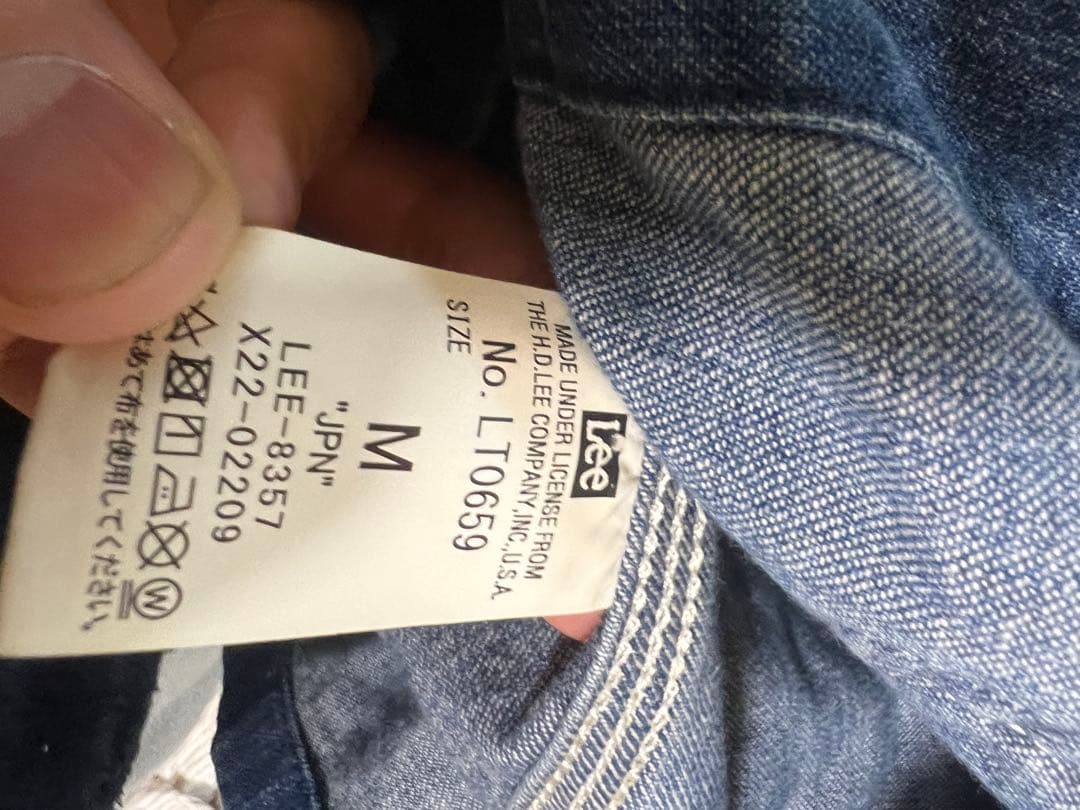 Lee
MADE UNDER LICENSE FROM
THE H.D.LEE COMPANY,INC.,U.S.A.
No. LT0659
SIZE
M
"JPN"
LEE-8357
X22-02209
W
て布を使用してください。